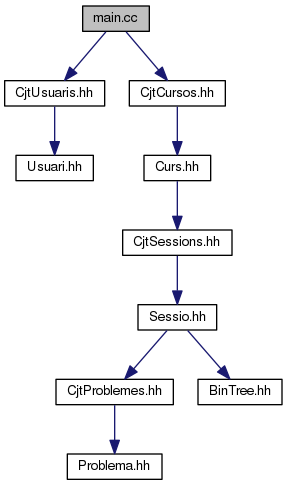 main.cc
CjtUsuaris.hh
CjtCursos.hh
Usuari.hh
Curs.hh
CjtSessions.hh
Sessio.hh
CjtProblemes.hh
BinTree.hh
Problema.hh